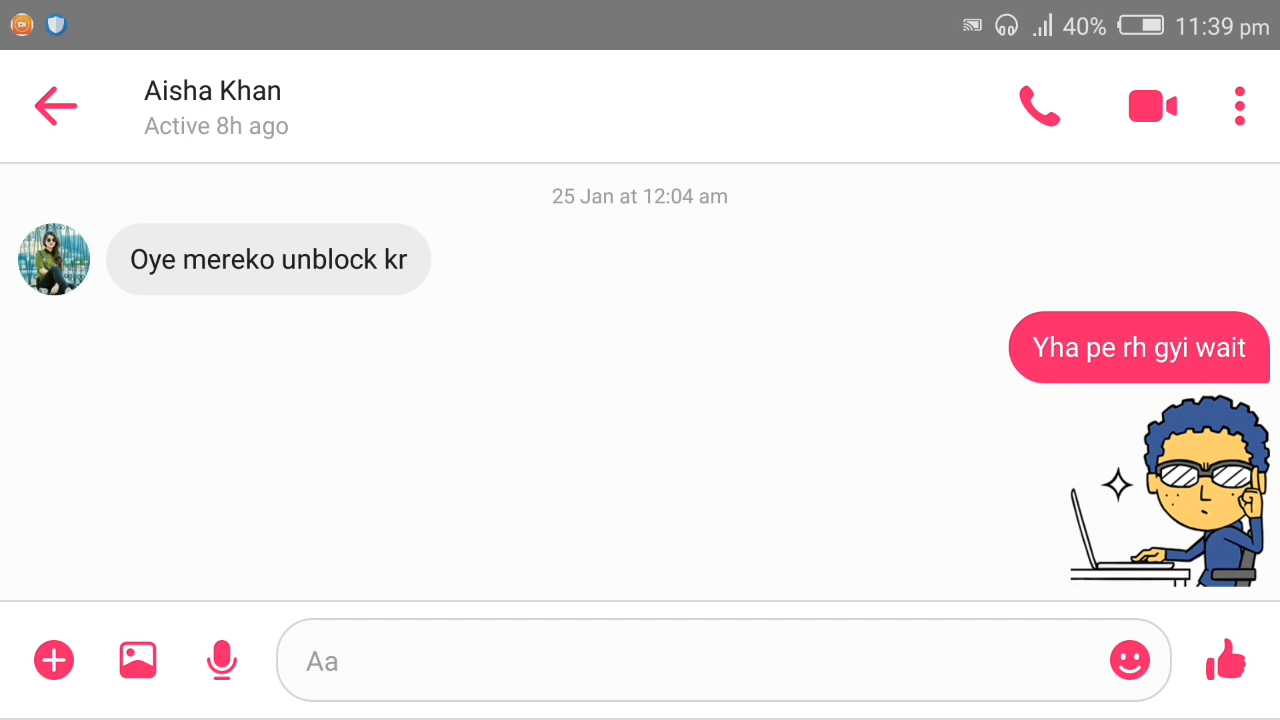 40% 11:39 pm
Aisha Khan
Active 8h ago
25 Jan at 12:04 am
Oye mereko unblock kr
Yha pe rh gyi wait
Aa